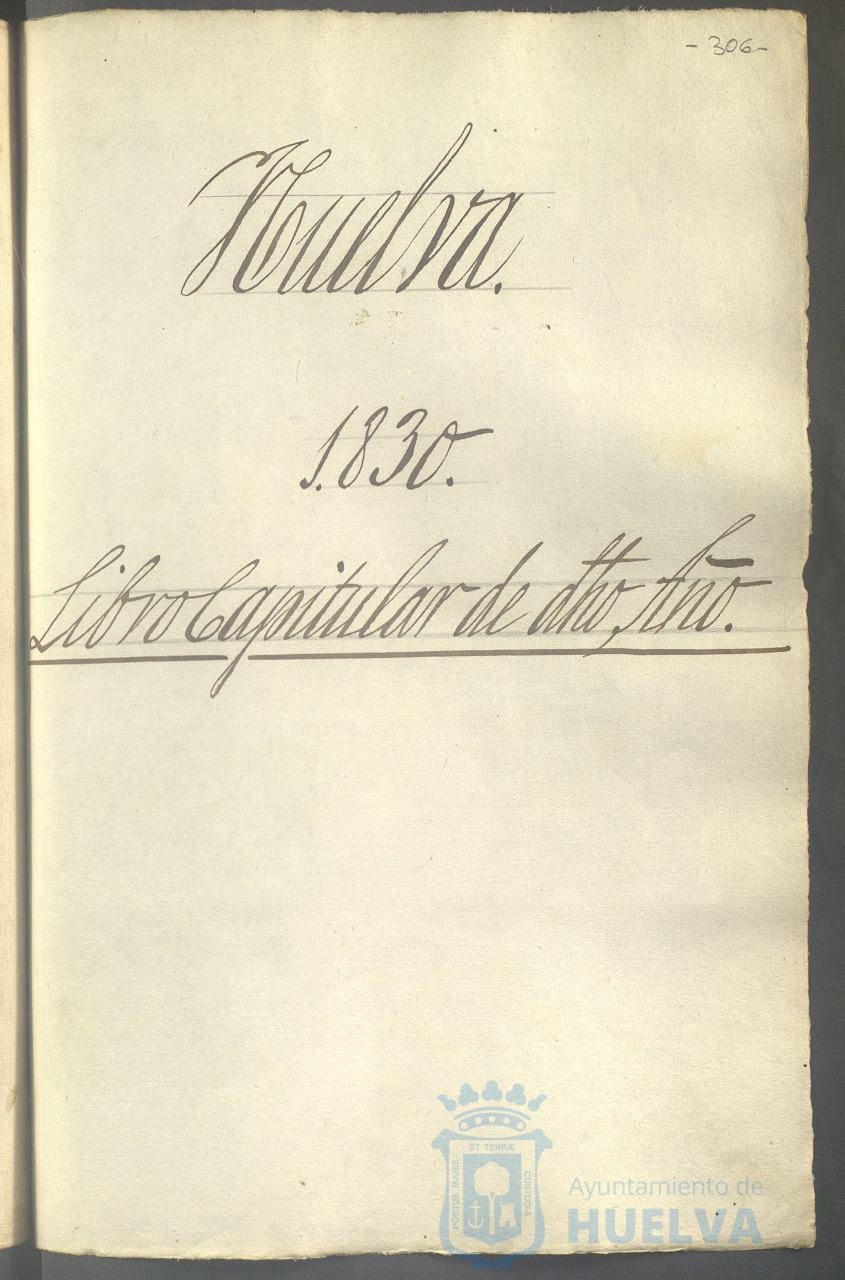 - 306-
Huelva.
1.830.
Libro Capitular de dho, Año.
ET TERRÆ
PORTUS MARIS
CUSTODIA
Ayuntamiento de
HUELVA